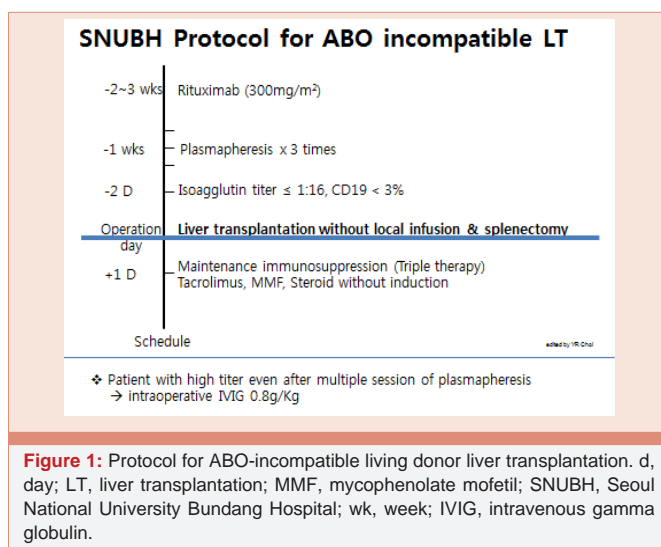 SNUBH Protocol for ABO incompatible LT
-2~3 wks Rituximab (300mg/m²)
-1 wks Plasmapheresis x 3 times
-2 D Isoagglutin titer ≤ 1:16, CD19 < 3%
Operation day Liver transplantation without local infusion & splenectomy
+1 D Maintenance immunosuppression (Triple therapy)
Tacrolimus, MMF, Steroid without induction
Schedule
edited by YR Choi
❖ Patient with high titer even after multiple session of plasmapheresis
→ intraoperative IVIG 0.8g/Kg
Figure 1: Protocol for ABO-incompatible living donor liver transplantation. d,
day; LT, liver transplantation; MMF, mycophenolate mofetil; SNUBH, Seoul
National University Bundang Hospital; wk, week; IVIG, intravenous gamma
globulin.